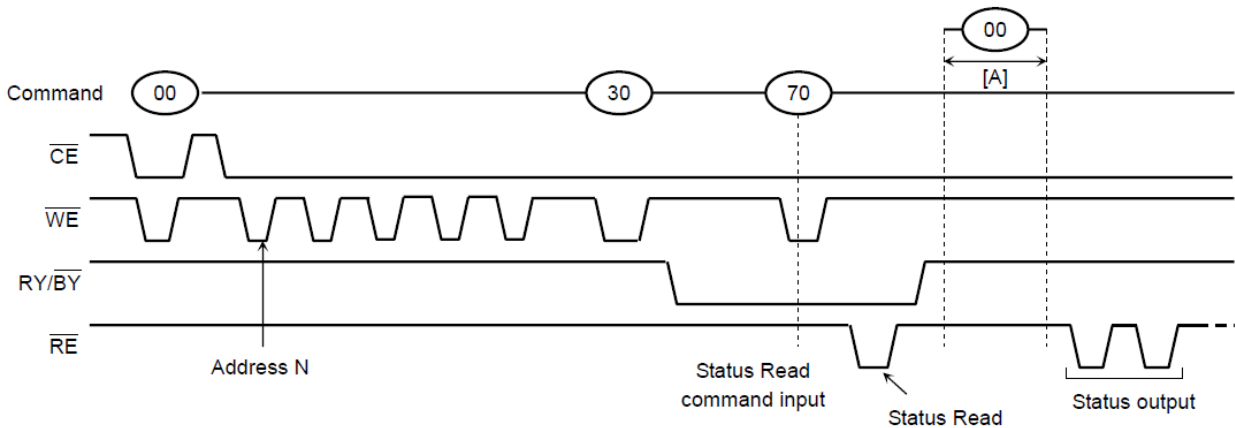 00
[A]
Command 00 30 70
CE
WE
RY/BY
RE
Address N
Status Read
command input
Status Read
Status output